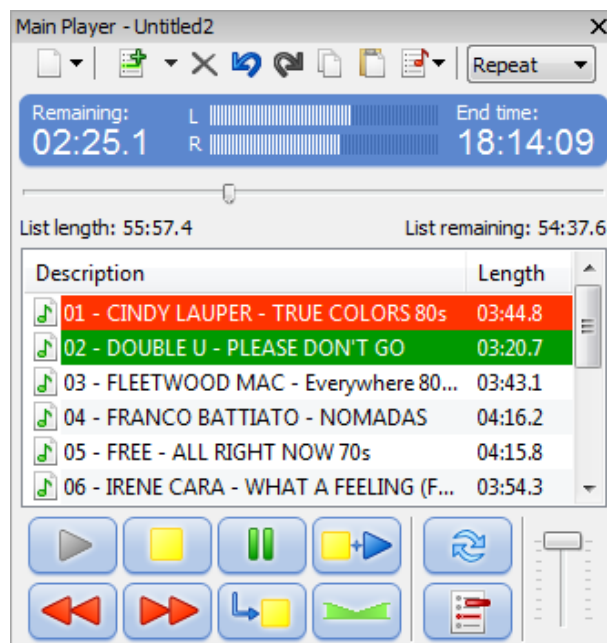 Main Player - Untitled2
Repeat
Remaining: L End time:
02:25.1 R 18:14:09
List length: 55:57.4 List remaining: 54:37.6
Description Length
01 - CINDY LAUPER - TRUE COLORS 80s 03:44.8
02 - DOUBLE U - PLEASE DON'T GO 03:20.7
03 - FLEETWOOD MAC - Everywhere 80... 03:43.1
04 - FRANCO BATTIATO - NOMADAS 04:16.2
05 - FREE - ALL RIGHT NOW 70s 04:15.8
06 - IRENE CARA - WHAT A FEELING (F... 03:54.3